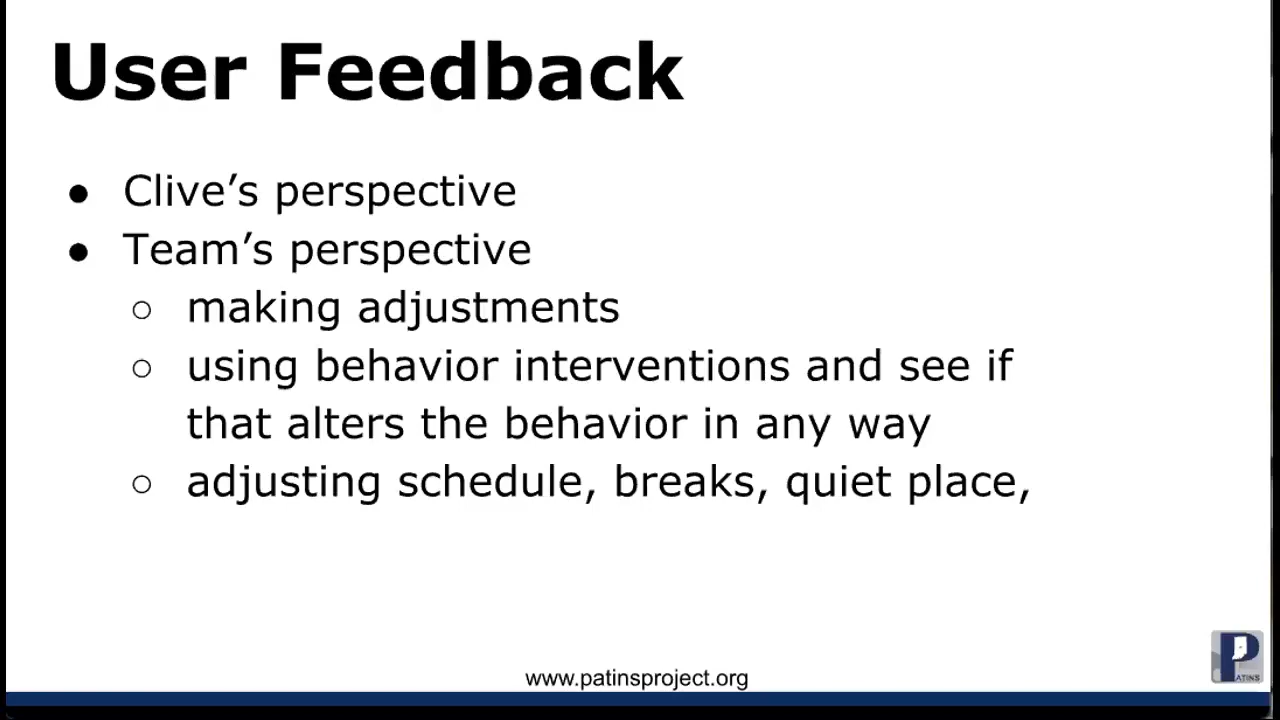 User Feedback
● Clive’s perspective
● Team’s perspective
○ making adjustments
○ using behavior interventions and see if
that alters the behavior in any way
○ adjusting schedule, breaks, quiet place,
PATINS
www.patinsproject.org